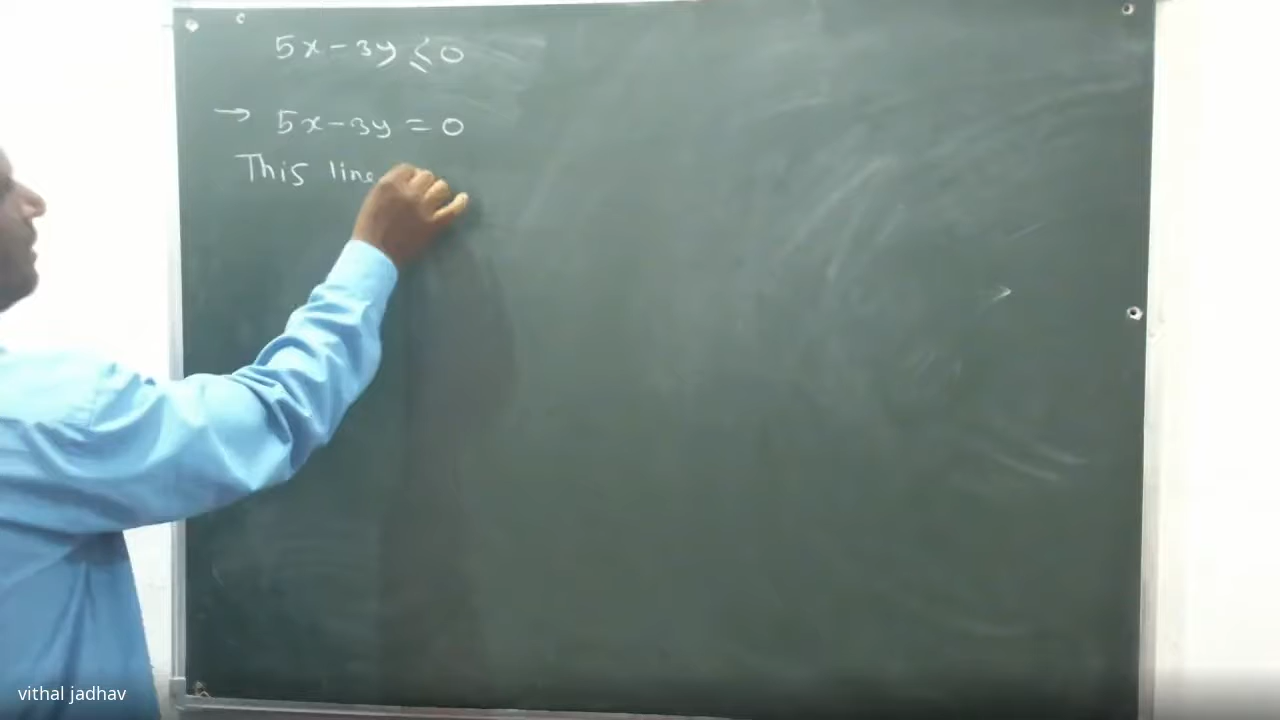 5x - 3y ≤ 0
→ 5x - 3y = 0
This line
vithal jadhav